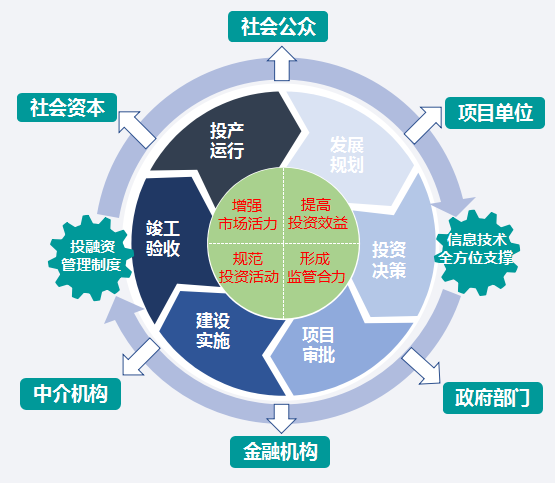 社会公众
社会资本
项目单位
投产
运行
发展
规划
增强
市场活力
提高
投资效益
竣工
验收
投资
决策
投融资
管理制度
信息技术
全方位支撑
规范
投资活动
形成
监管合力
建设
实施
项目
审批
中介机构
政府部门
金融机构